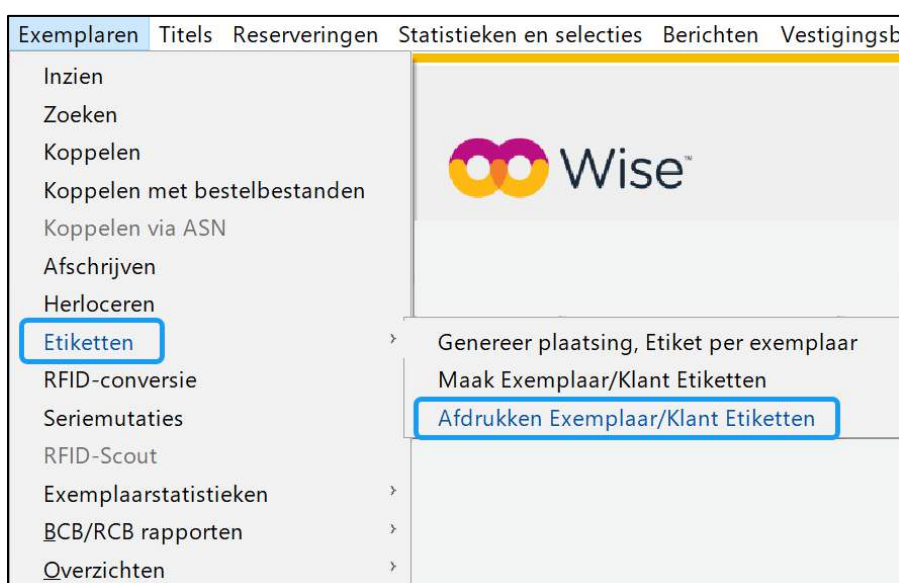 Exemplaren Titels Reserveringen Statistieken en selecties Berichten Vestigingsb
Inzien
Zoeken
Koppelen
Koppelen met bestelbestanden
Koppelen via ASN
Afschrijven
Herloceren
Etiketten
RFID-conversie
Seriemutaties
RFID-Scout
Exemplaarstatistieken
BCB/RCB rapporten
Overzichten
Wise™
Genereer plaatsing, Etiket per exemplaar
Maak Exemplaar/Klant Etiketten
Afdrukken Exemplaar/Klant Etiketten